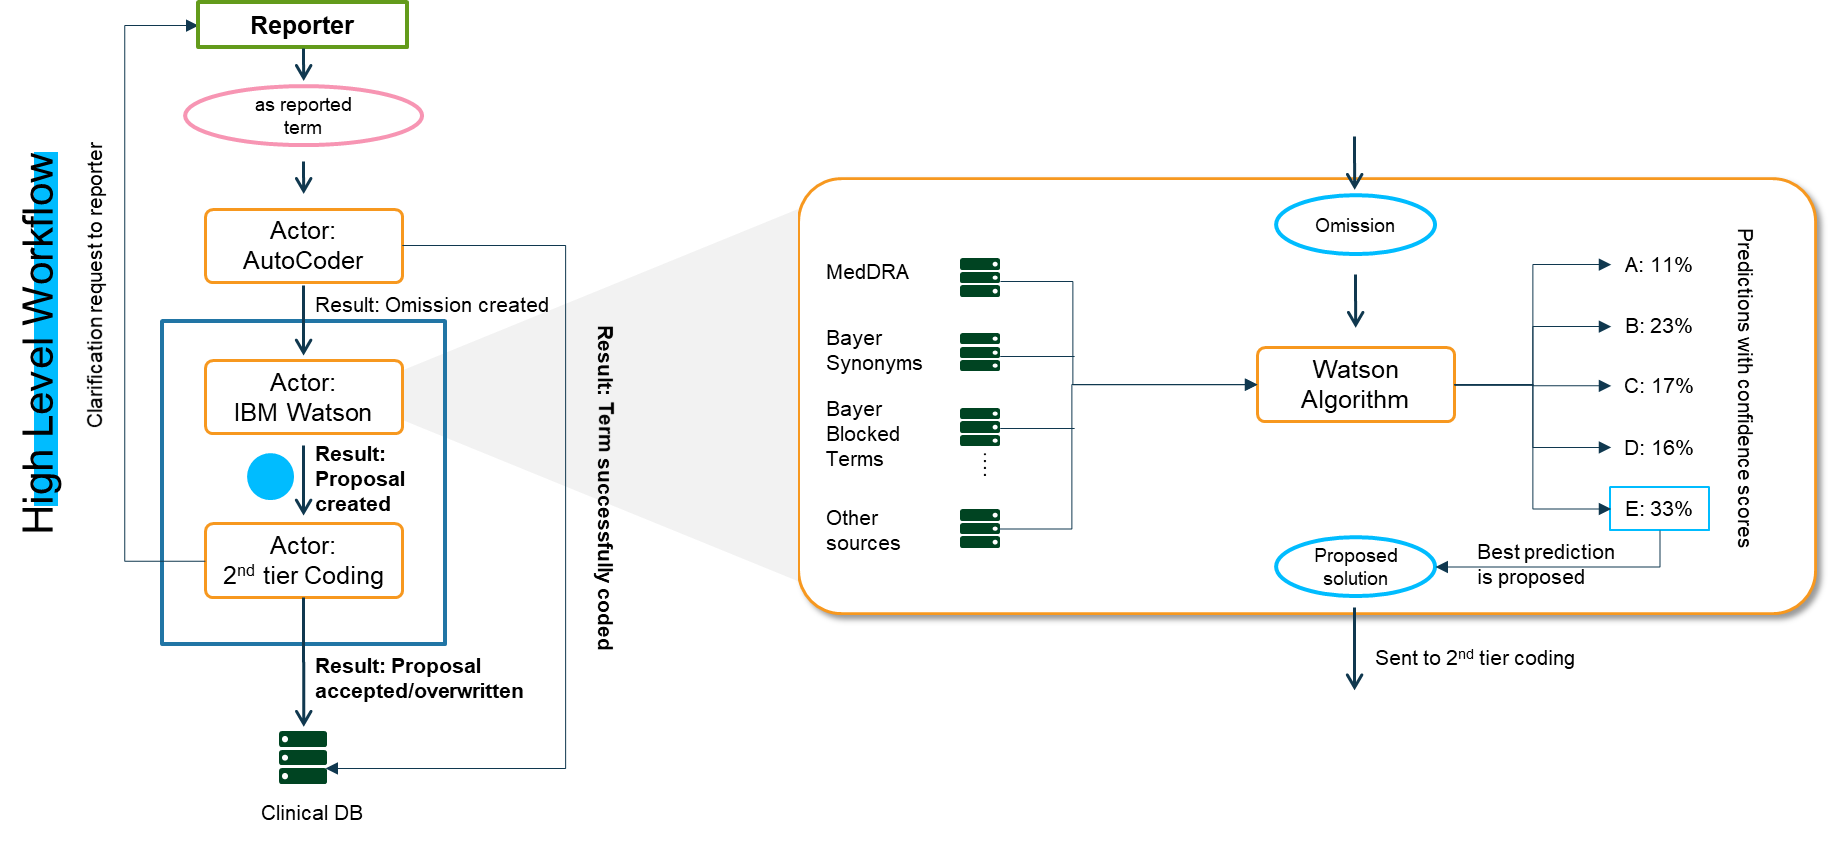 High Level Workflow
Clarification request to reporter
Reporter
as reported
term
Actor:
AutoCoder
Result: Omission created
Actor:
IBM Watson
Result:
Proposal
created
Actor:
2nd tier Coding
Result: Proposal
accepted/overwritten
Clinical DB
Result: Term successfully coded
MedDRA
Bayer
Synonyms
Bayer
Blocked
Terms
Other
sources
Omission
Watson
Algorithm
A: 11%
B: 23%
C: 17%
D: 16%
E: 33%
Predictions with confidence scores
Best prediction
is proposed
Proposed
solution
Sent to 2nd tier coding